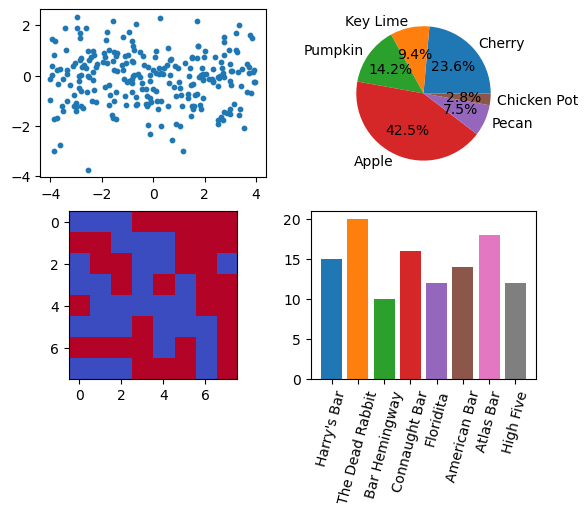 2
0
−2
−4
−4 −2 0 2 4
Key Lime
Cherry
Pumpkin
Apple
Pecan
Chicken Pot
9.4%
23.6%
14.2%
42.5%
7.5%
2.8%
0
2
4
6
0 2 4 6
20
15
10
5
0
Harry's Bar
The Dead Rabbit
Bar Hemingway
Connaught Bar
Floridita
American Bar
Atlas Bar
High Five